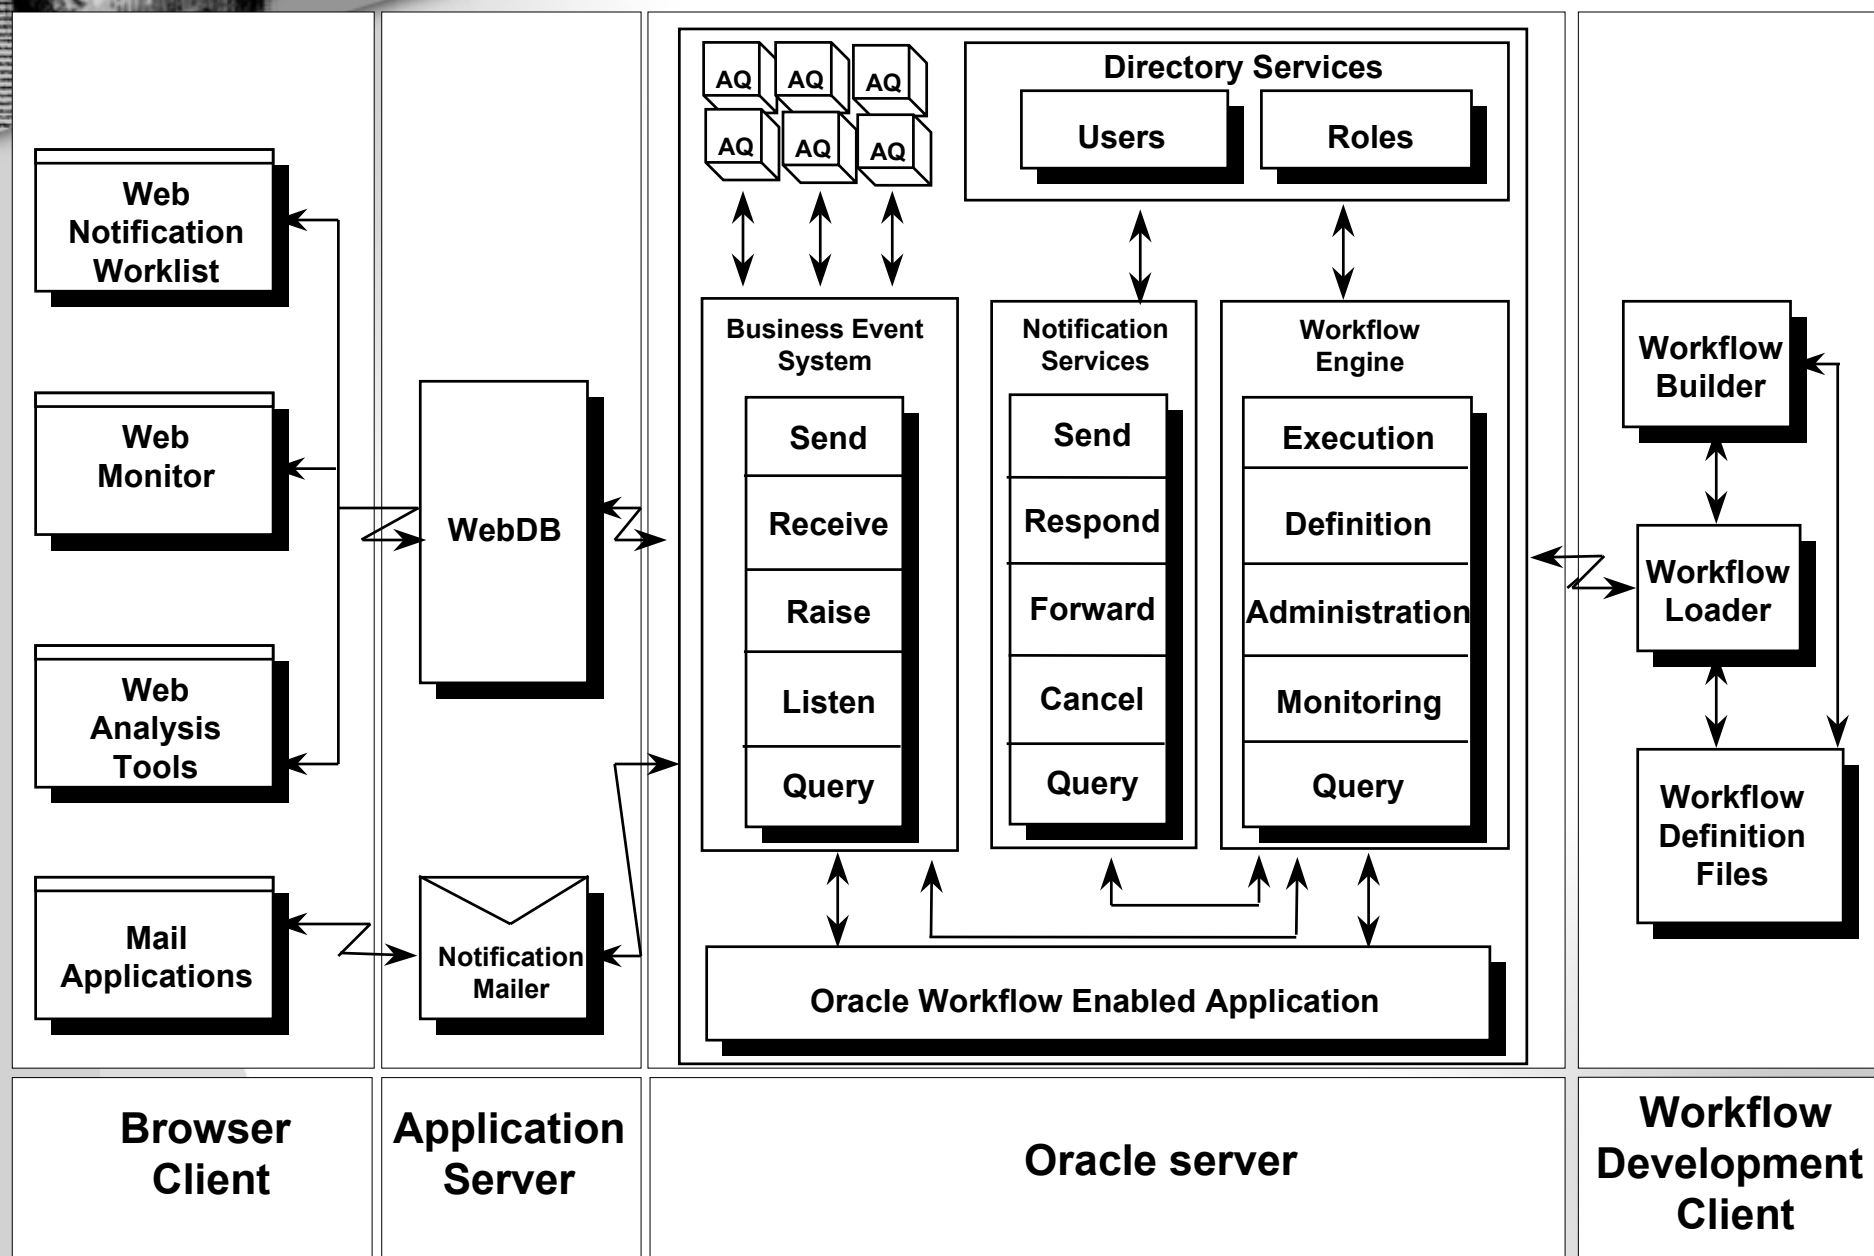 Web
Notification
Worklist
Web
Monitor
Web
Analysis
Tools
Mail
Applications
WebDB
Notification
Mailer
AQ
AQ
AQ
AQ
AQ
AQ
Directory Services
Users
Roles
Business Event
System
Send
Receive
Raise
Listen
Query
Notification
Services
Send
Respond
Forward
Cancel
Query
Workflow
Engine
Execution
Definition
Administration
Monitoring
Query
Oracle Workflow Enabled Application
Workflow
Builder
Workflow
Loader
Workflow
Definition
Files
Browser
Client
Application
Server
Oracle server
Workflow
Development
Client